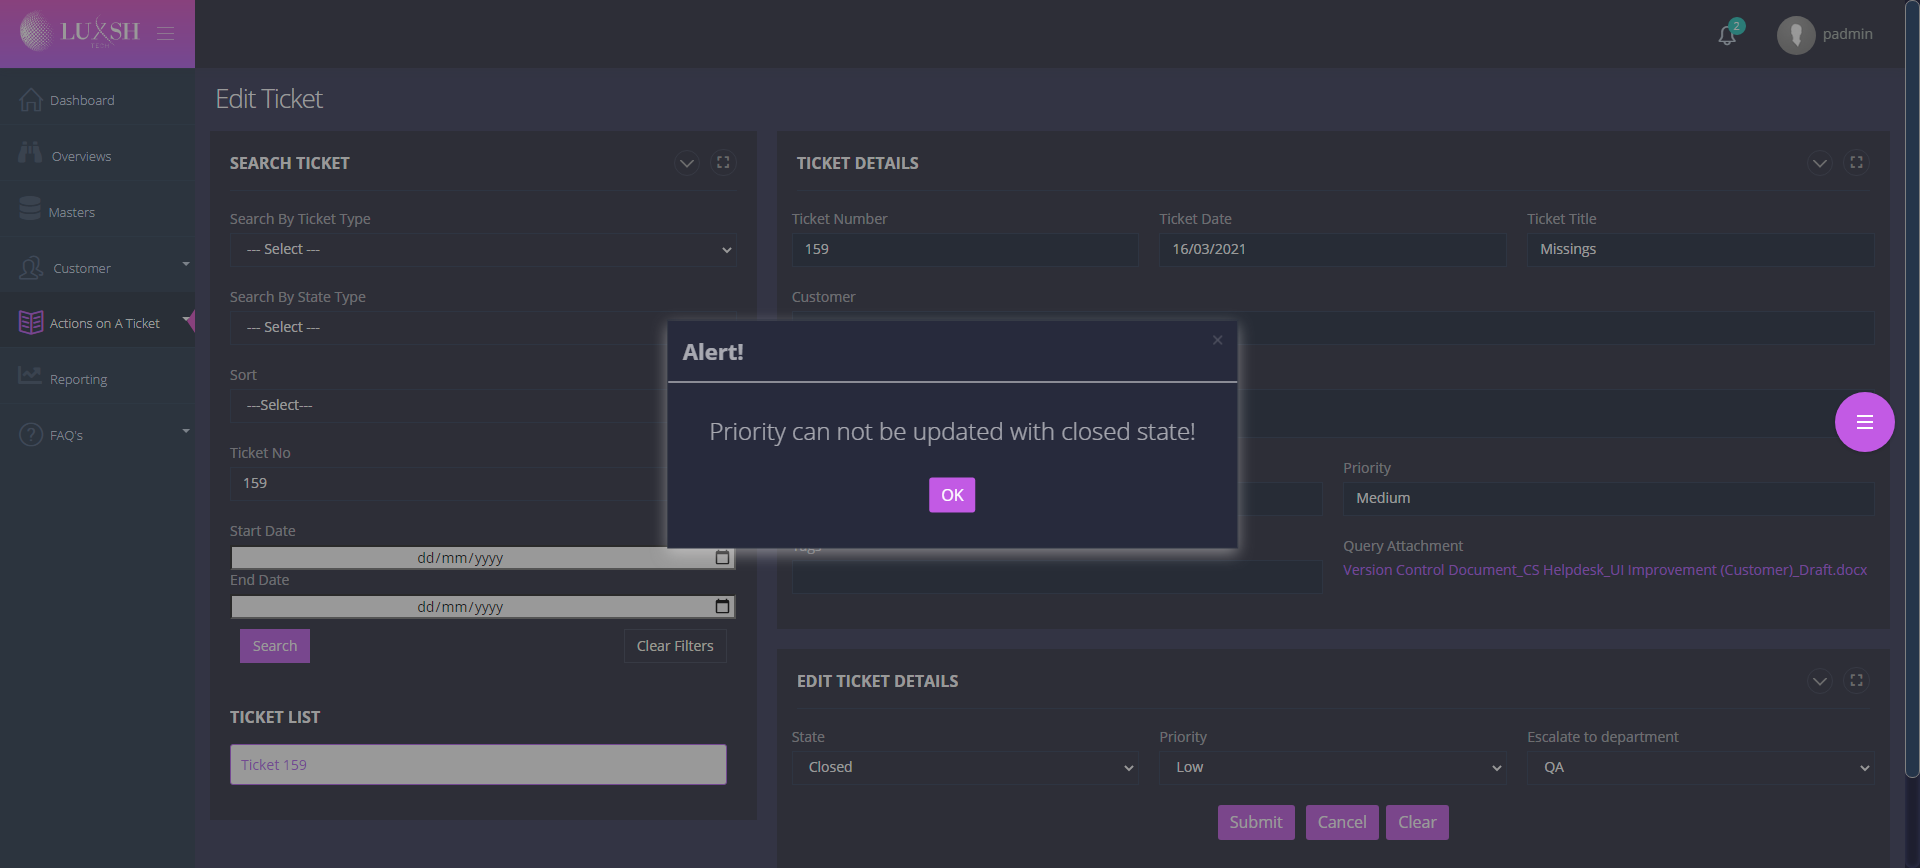 LUXSH
TECH
2
padmin
Dashboard
Overviews
Masters
Customer
Actions on A Ticket
Reporting
FAQ's
Edit Ticket
SEARCH TICKET
Search By Ticket Type
--- Select ---
Search By State Type
--- Select ---
Sort
---Select---
Ticket No
159
Start Date
dd/mm/yyyy
End Date
dd/mm/yyyy
Search
Clear Filters
TICKET LIST
Ticket 159
TICKET DETAILS
Ticket Number
Ticket Date
Ticket Title
159
16/03/2021
Missings
Customer
Priority
Medium
Tags
Query Attachment
Version Control Document_CS Helpdesk_UI Improvement (Customer)_Draft.docx
Alert!
×
Priority can not be updated with closed state!
OK
EDIT TICKET DETAILS
State
Priority
Escalate to department
Closed
Low
QA
Submit
Cancel
Clear